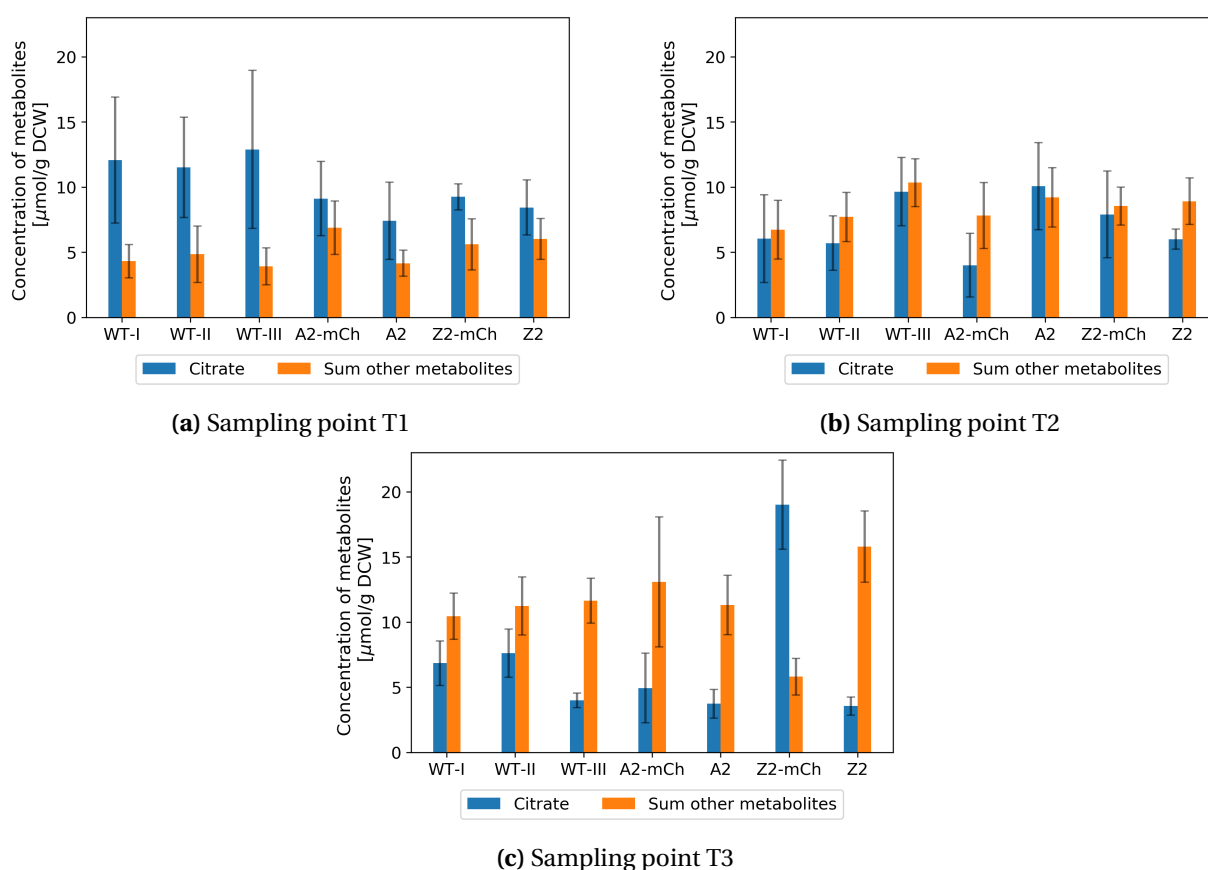 Concentration of metabolites
[μmol/g DCW]
20
15
10
5
0
WT-I WT-II WT-III A2-mCh A2 Z2-mCh Z2
Citrate Sum other metabolites
(a) Sampling point T1
Concentration of metabolites
[μmol/g DCW]
20
15
10
5
0
WT-I WT-II WT-III A2-mCh A2 Z2-mCh Z2
Citrate Sum other metabolites
(b) Sampling point T2
Concentration of metabolites
[μmol/g DCW]
20
15
10
5
0
WT-I WT-II WT-III A2-mCh A2 Z2-mCh Z2
Citrate Sum other metabolites
(c) Sampling point T3